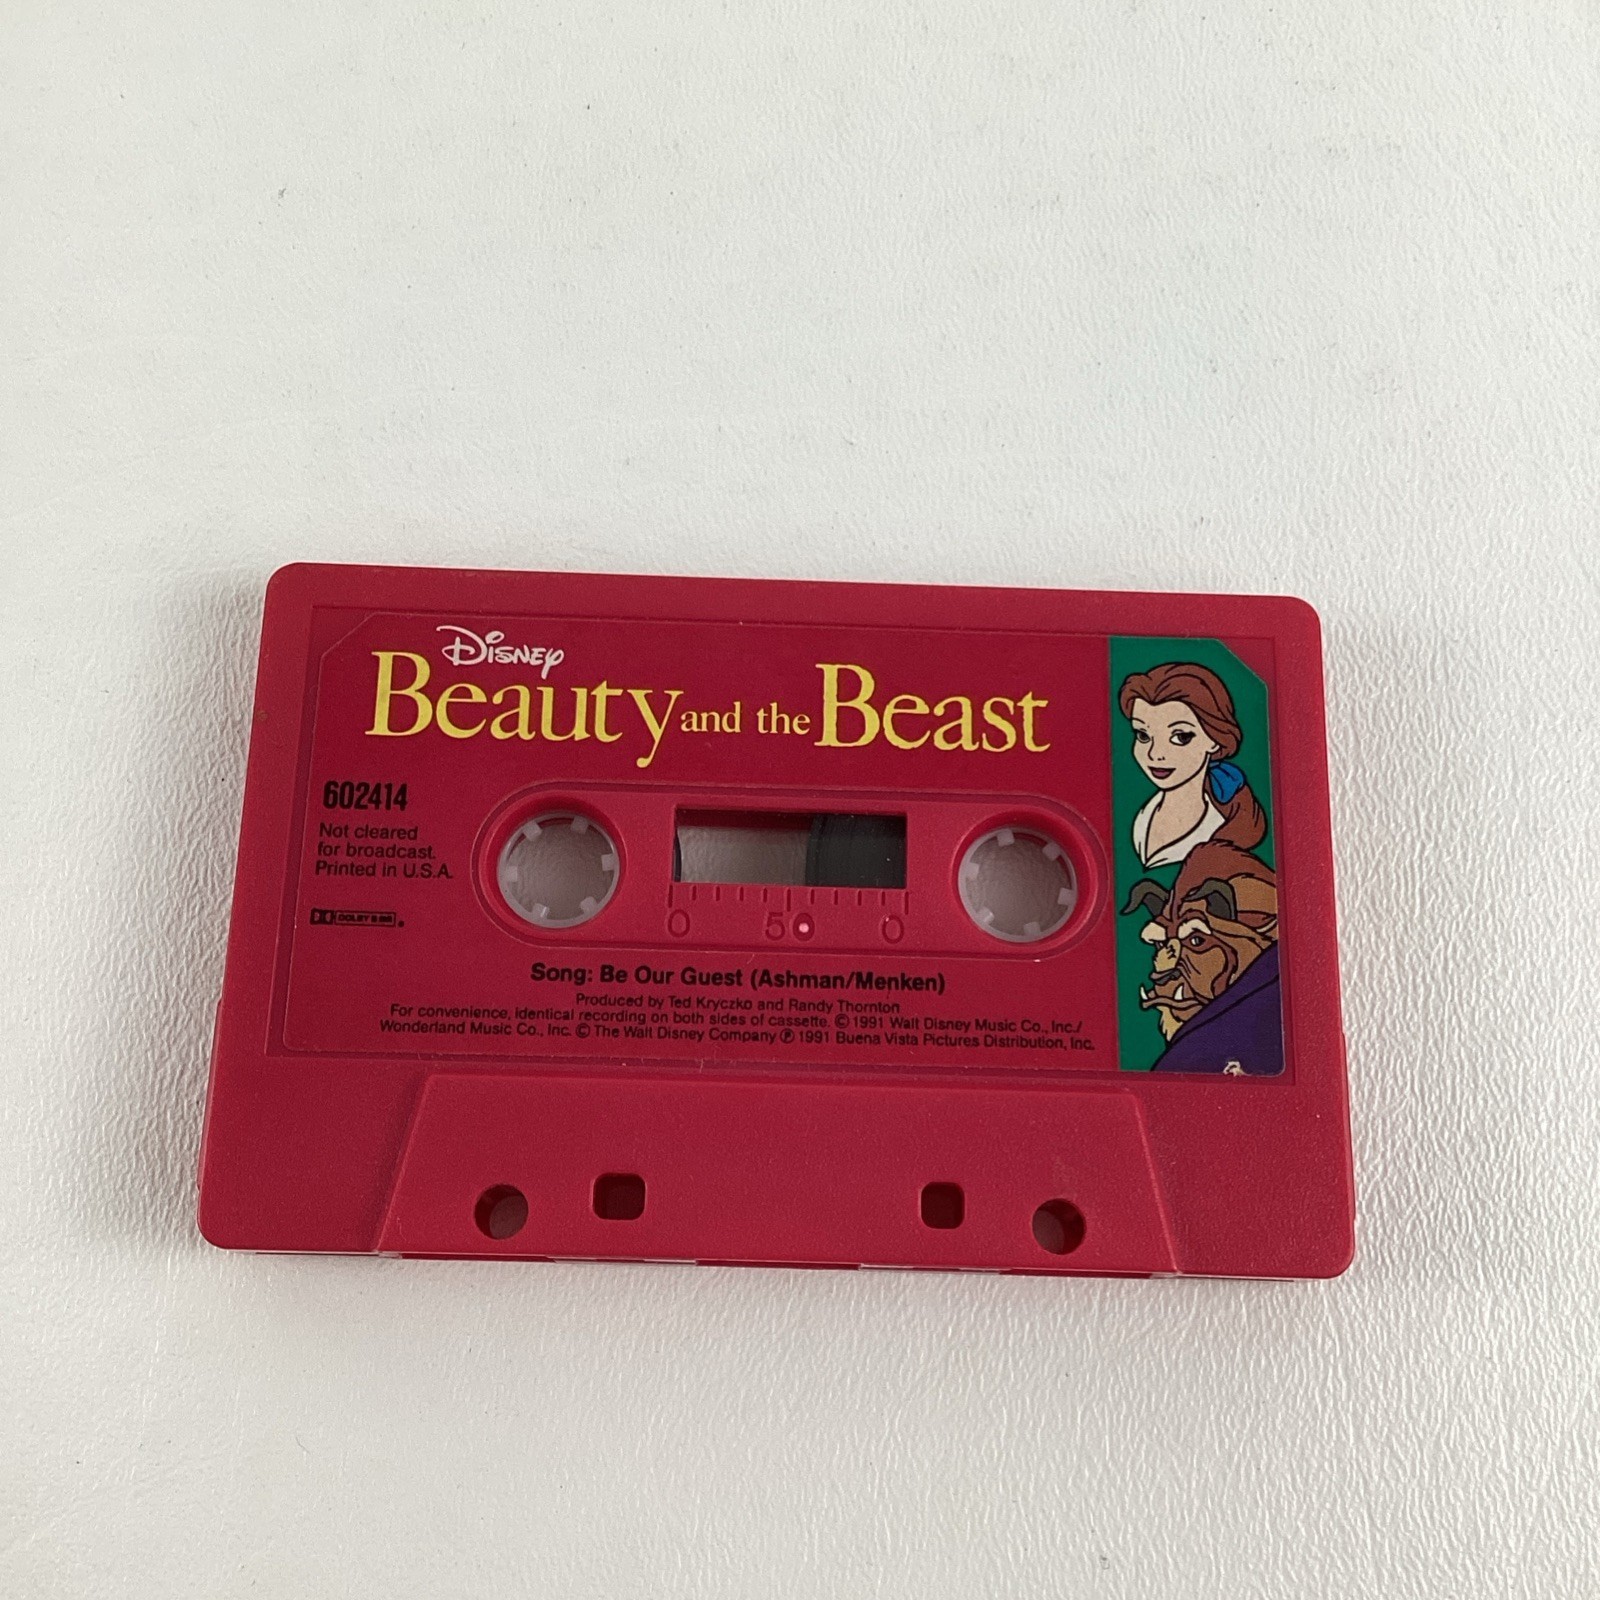 Disney
Beauty and the Beast
602414
Not cleared
for broadcast.
Printed in U.S.A.
DOLBY B NR
0 50 0
Song: Be Our Guest (Ashman/Menken)
Produced by Ted Kryczko and Randy Thornton
For convenience, identical recording on both sides of cassette. © 1991 Walt Disney Music Co., Inc./
Wonderland Music Co., Inc. © The Walt Disney Company ℗ 1991 Buena Vista Pictures Distribution, Inc.